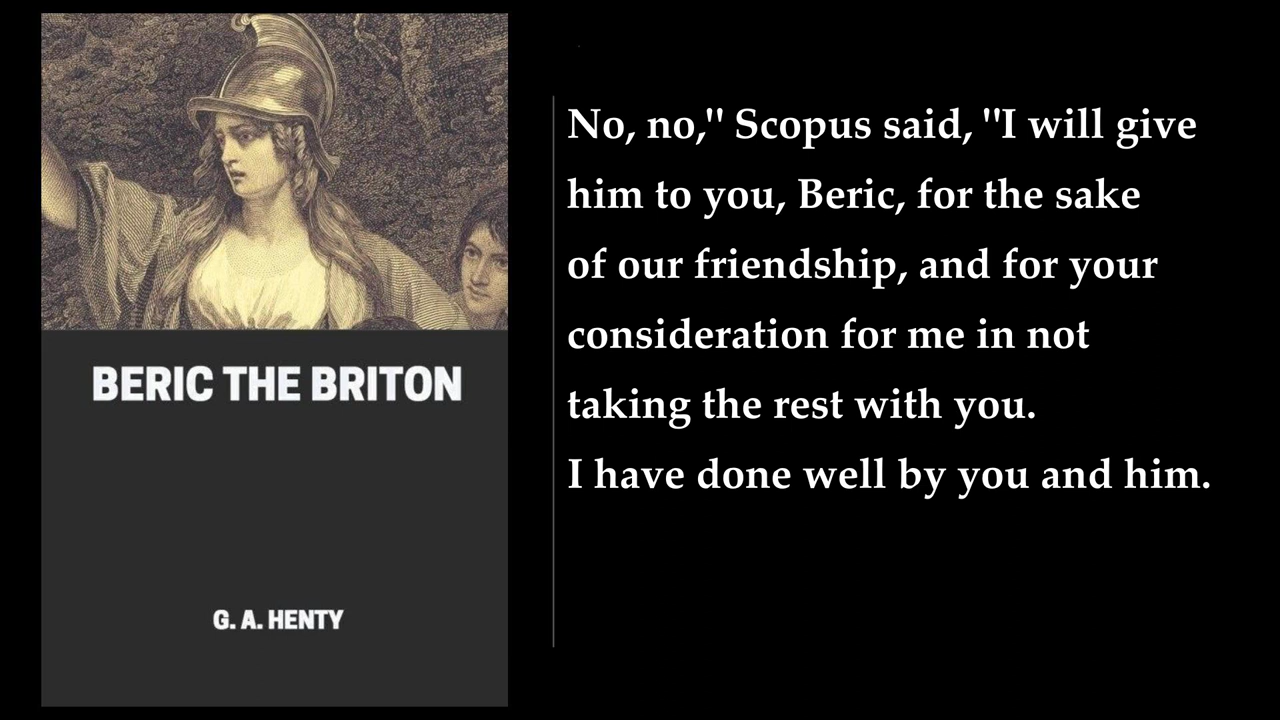 BERIC THE BRITON
G. A. HENTY
No, no," Scopus said, "I will give
him to you, Beric, for the sake
of our friendship, and for your
consideration for me in not
taking the rest with you.
I have done well by you and him.